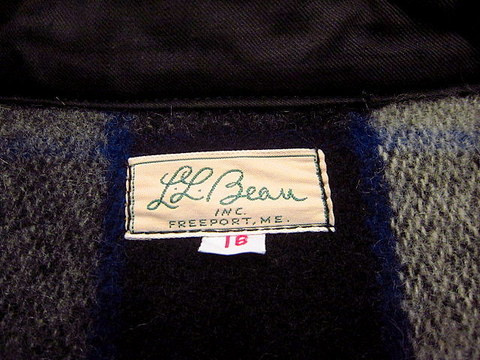 L.L.Bean
INC.
FREEPORT, ME.
18